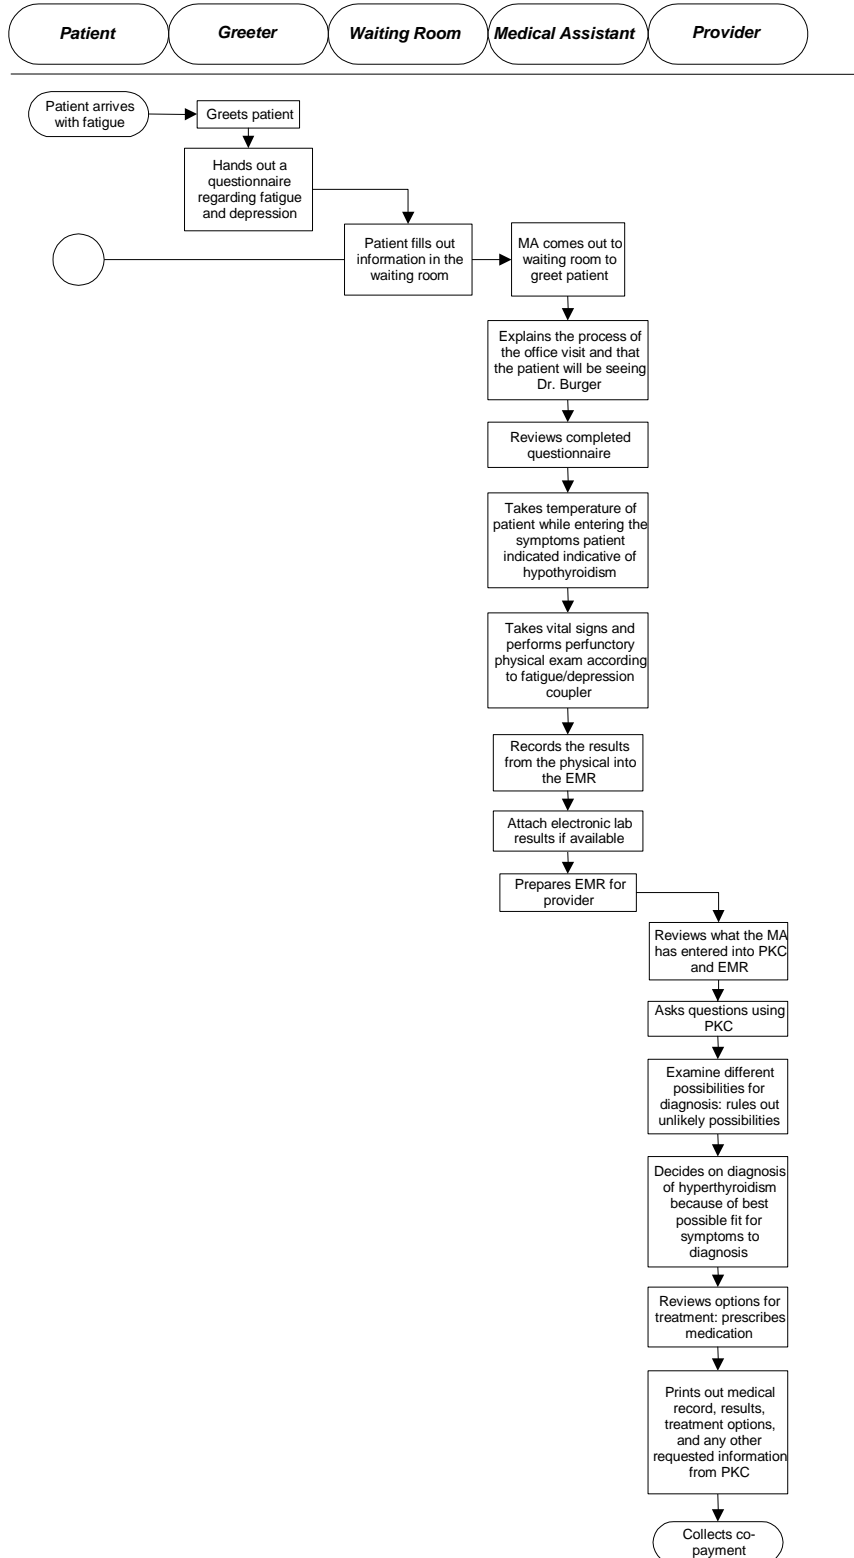 Patient
Greeter
Waiting Room
Medical Assistant
Provider
Patient arrives
with fatigue
Greets patient
Hands out a
questionnaire
regarding fatigue
and depression
Patient fills out
information in the
waiting room
MA comes out to
waiting room to
greet patient
Explains the process of
the office visit and that
the patient will be seeing
Dr. Burger
Reviews completed
questionnaire
Takes temperature of
patient while entering the
symptoms patient
indicated indicative of
hypothyroidism
Takes vital signs and
performs perfunctory
physical exam according
to fatigue/depression
coupler
Records the results
from the physical into
the EMR
Attach electronic lab
results if available
Prepares EMR for
provider
Reviews what the MA
has entered into PKC
and EMR
Asks questions using
PKC
Examine different
possibilities for
diagnosis: rules out
unlikely possibilities
Decides on diagnosis
of hyperthyroidism
because of best
possible fit for
symptoms to
diagnosis
Reviews options for
treatment: prescribes
medication
Prints out medical
record, results,
treatment options,
and any other
requested information
from PKC
Collects co-
payment